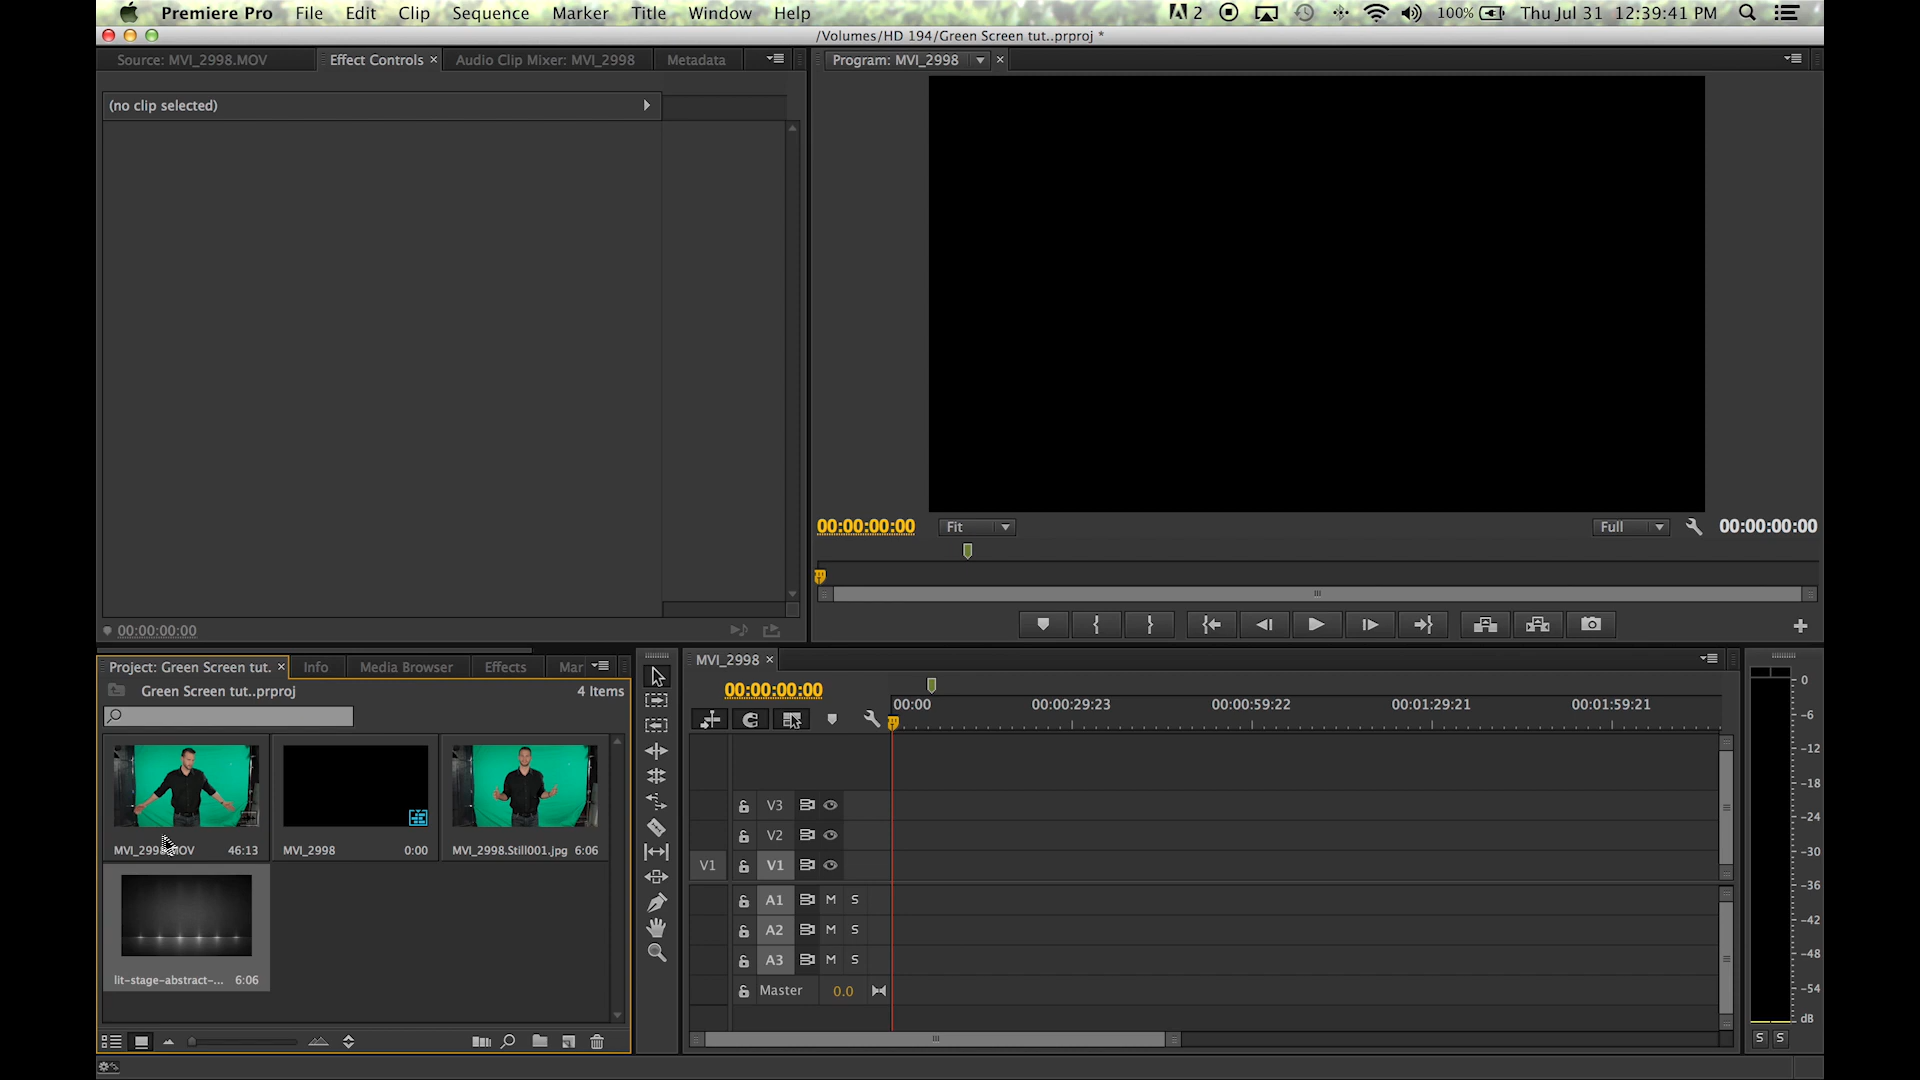 Premiere Pro File Edit Clip Sequence Marker Title Window Help 2 100% Thu Jul 31 12:39:41 PM
/Volumes/HD 194/Green Screen tut..prproj *
Source: MVI_2998.MOV Effect Controls × Audio Clip Mixer: MVI_2998 Metadata
Program: MVI_2998 ×
(no clip selected)
00:00:00:00 Fit Full 00:00:00:00
00:00:00:00
Project: Green Screen tut. × Info Media Browser Effects Mar
Green Screen tut..prproj 4 Items
MVI_2998.MOV 46:13
MVI_2998 0:00
MVI_2998.Still001.jpg 6:06
lit-stage-abstract-... 6:06
MVI_2998 ×
00:00:00:00
00:00 00:00:29:23 00:00:59:22 00:01:29:21 00:01:59:21
V3
V2
V1 V1
A1 M S
A2 M S
A3 M S
Master 0.0
0
-6
-12
-18
-24
-30
-36
-42
-48
-54
dB
S S